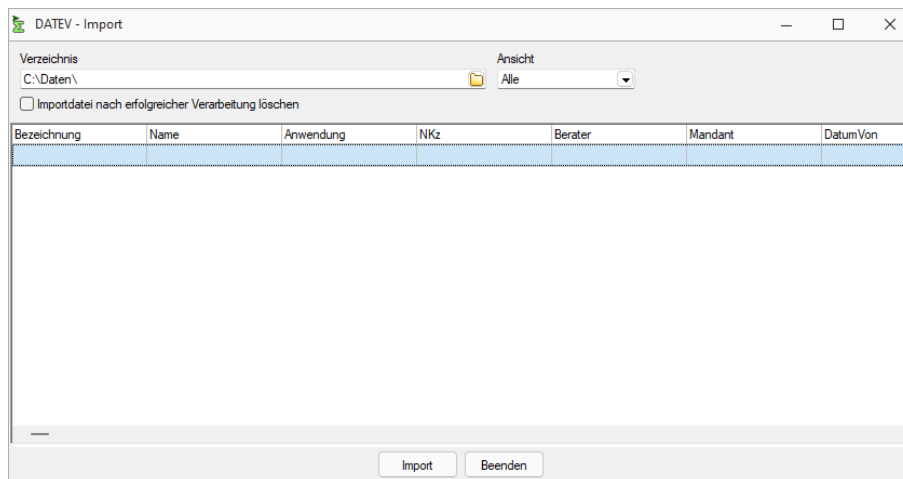 DATEV - Import
Verzeichnis Ansicht
C:\Daten\ Alle
Importdatei nach erfolgreicher Verarbeitung löschen
Bezeichnung Name Anwendung NKz Berater Mandant DatumVon
Import Beenden